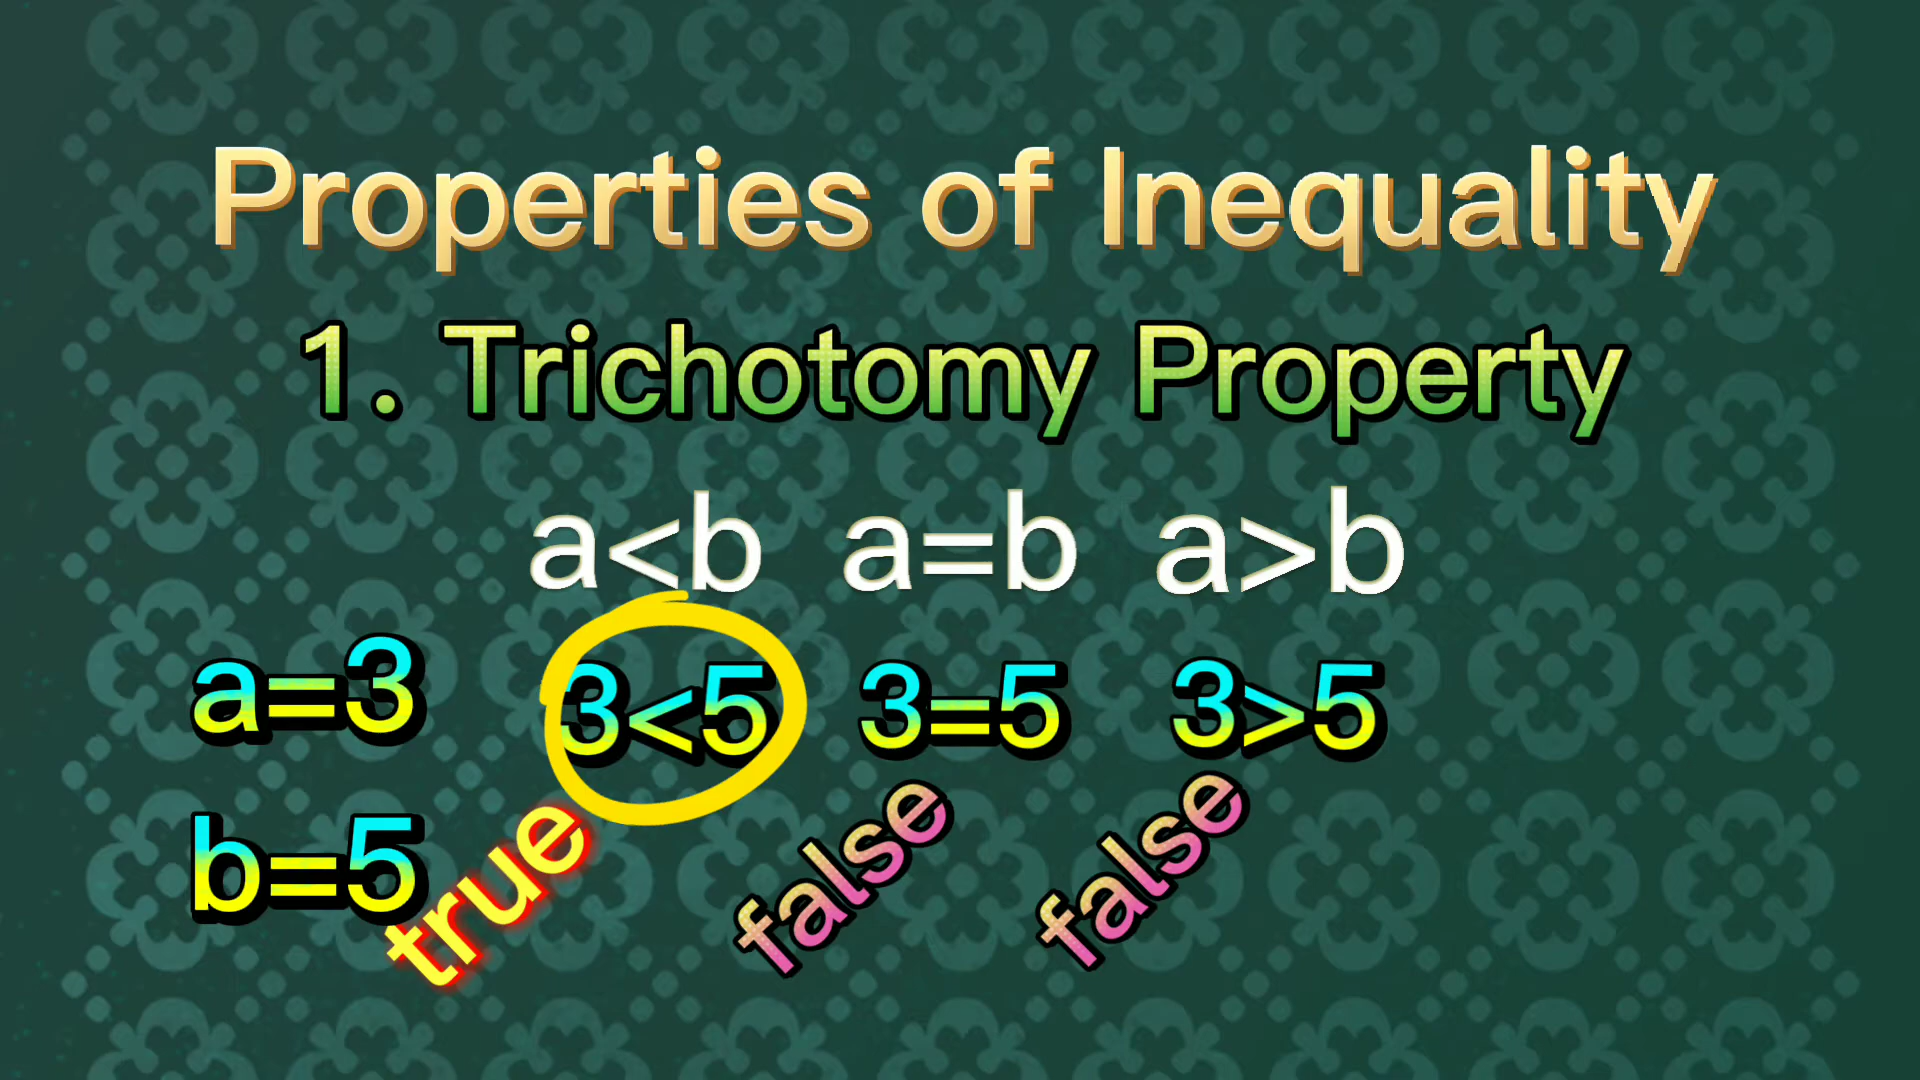 Properties of Inequality
1. Trichotomy Property
a<b a=b a>b
a=3 3<5 3=5 3>5
b=5 true false false